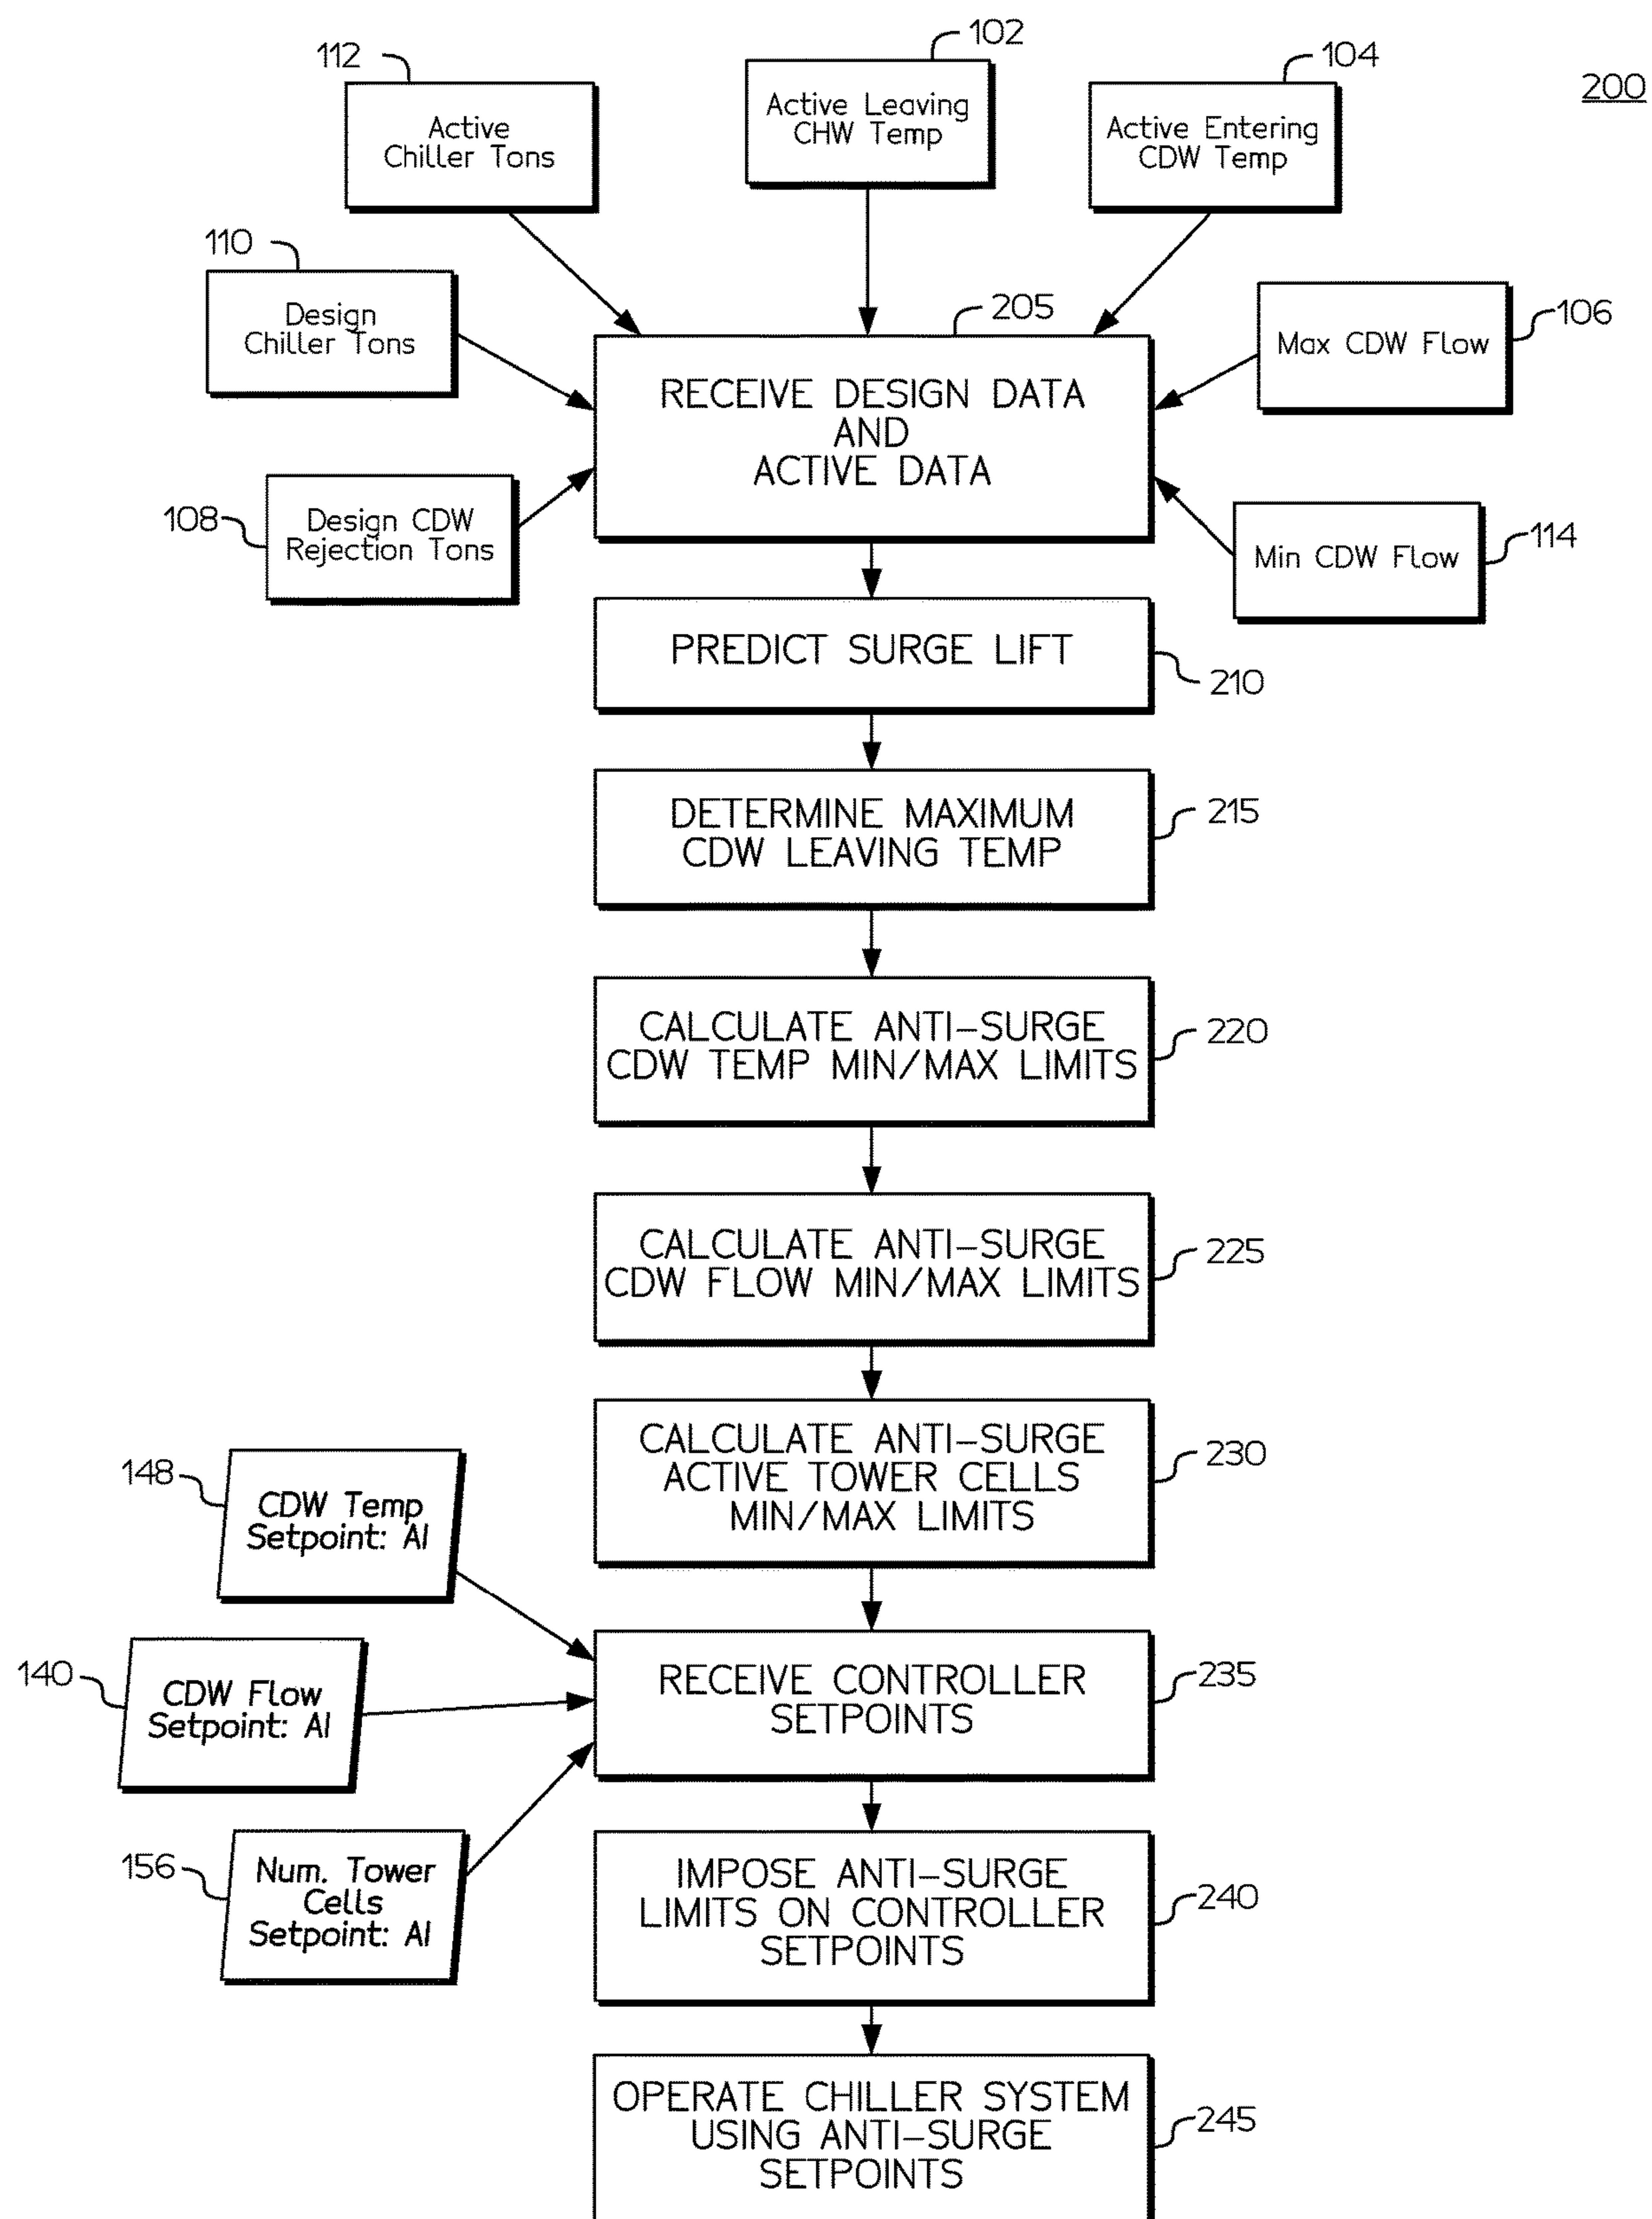 112
102
104
200
Active
Chiller Tons
Active Leaving
CHW Temp
Active Entering
CDW Temp
110
Design
Chiller Tons
205
RECEIVE DESIGN DATA
AND
ACTIVE DATA
106
Max CDW Flow
108
Design CDW
Rejection Tons
114
Min CDW Flow
PREDICT SURGE LIFT
210
DETERMINE MAXIMUM
CDW LEAVING TEMP
215
CALCULATE ANTI-SURGE
CDW TEMP MIN/MAX LIMITS
220
CALCULATE ANTI-SURGE
CDW FLOW MIN/MAX LIMITS
225
CALCULATE ANTI-SURGE
ACTIVE TOWER CELLS
MIN/MAX LIMITS
230
148
CDW Temp
Setpoint: AI
140
CDW Flow
Setpoint: AI
RECEIVE CONTROLLER
SETPOINTS
235
156
Num. Tower
Cells
Setpoint: AI
IMPOSE ANTI-SURGE
LIMITS ON CONTROLLER
SETPOINTS
240
OPERATE CHILLER SYSTEM
USING ANTI-SURGE
SETPOINTS
245